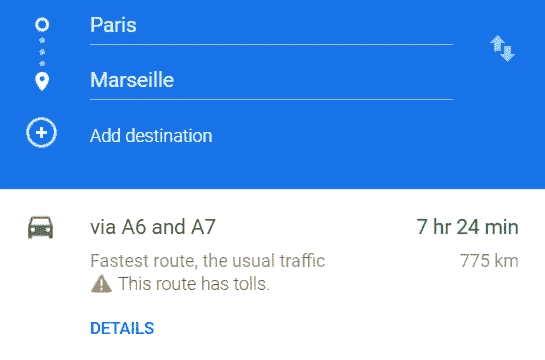 Paris
Marseille
Add destination
via A6 and A7 7 hr 24 min
Fastest route, the usual traffic 775 km
This route has tolls.
DETAILS